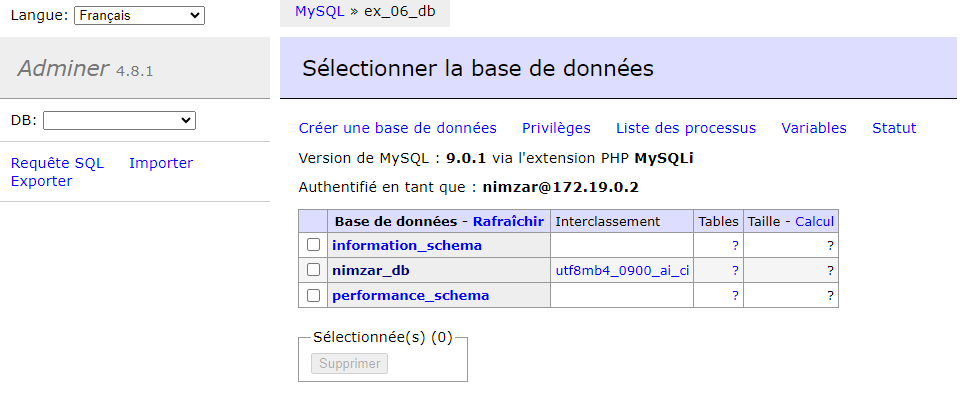 Langue: Français
MySQL » ex_06_db
Adminer 4.8.1
Sélectionner la base de données
DB:
Requête SQL Importer
Exporter
Créer une base de données Privilèges Liste des processus Variables Statut
Version de MySQL : 9.0.1 via l'extension PHP MySQLi
Authentifié en tant que : nimzar@172.19.0.2
Base de données - Rafraîchir Interclassement Tables Taille - Calcul
information_schema ? ?
nimzar_db utf8mb4_0900_ai_ci ? ?
performance_schema ? ?
Sélectionnée(s) (0)
Supprimer